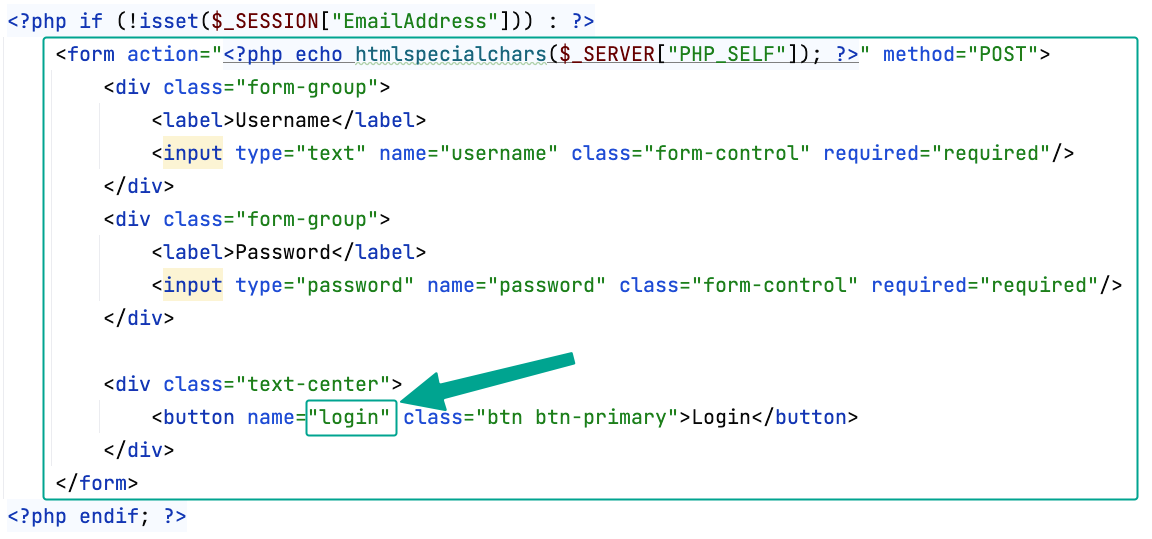 <?php if (!isset($_SESSION["EmailAddress"])) : ?>
<form action="<?php echo htmlspecialchars($_SERVER["PHP_SELF"]); ?>" method="POST">
<div class="form-group">
<label>Username</label>
<input type="text" name="username" class="form-control" required="required"/>
</div>
<div class="form-group">
<label>Password</label>
<input type="password" name="password" class="form-control" required="required"/>
</div>
<div class="text-center">
<button name="login" class="btn btn-primary">Login</button>
</div>
</form>
<?php endif; ?>